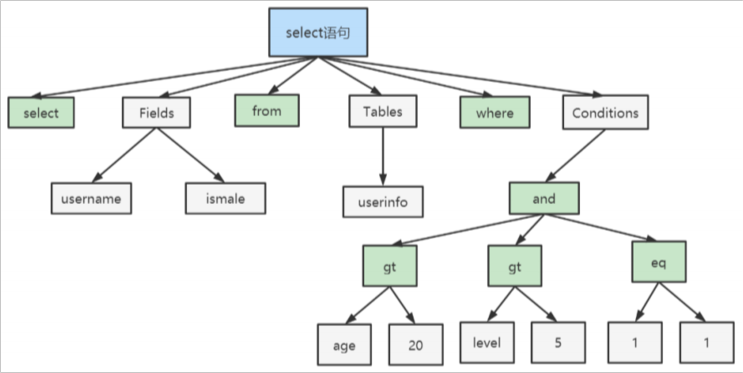 select语句
select
Fields
from
Tables
where
Conditions
username
ismale
userinfo
and
gt
gt
eq
age
20
level
5
1
1